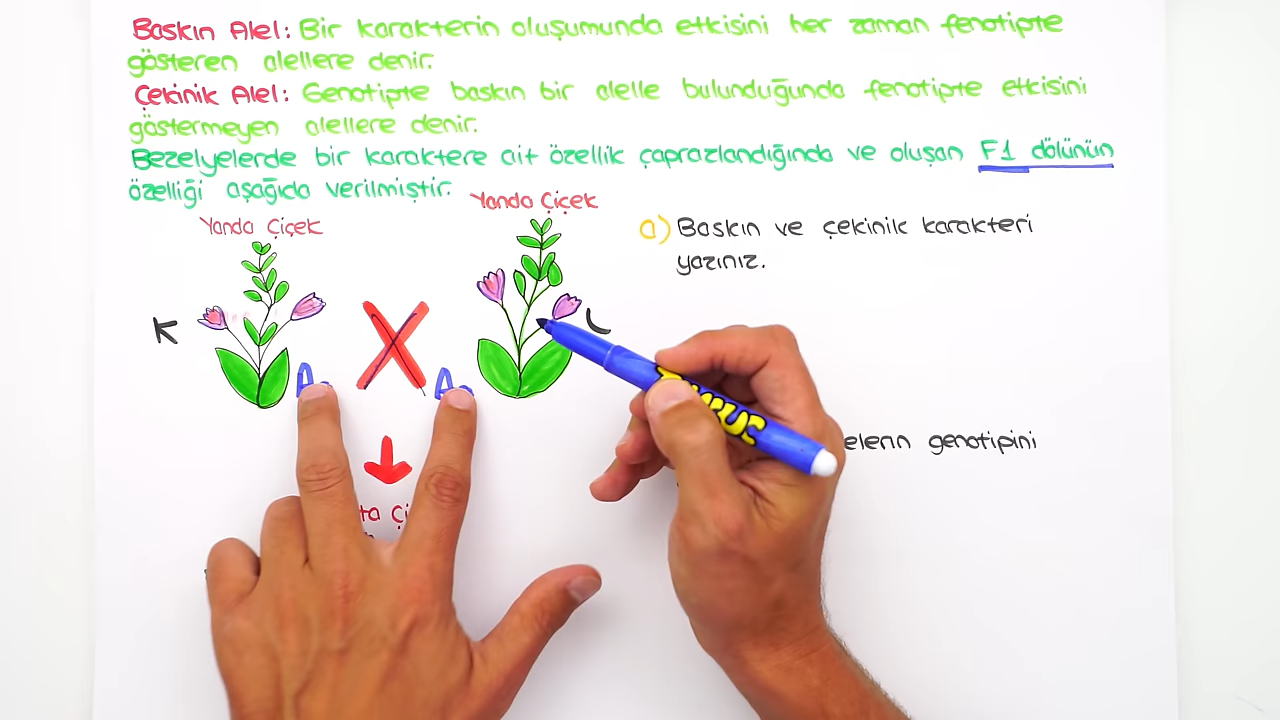 Baskın Alel: Bir karakterin oluşumunda etkisini her zaman fenotipte
gösteren alellere denir.
Çekinik Alel: Genotipte baskın bir alelle bulunduğunda fenotipte etkisini
göstermeyen alellere denir.
Bezelyelerde bir karaktere ait özellik çaprazlandığında ve oluşan F1 dölünün
özelliği aşağıda verilmiştir.
Yanda Çiçek
Yanda Çiçek
a) Baskın ve çekinik karakteri
yazınız.
K
X
L
A
A
genotipini